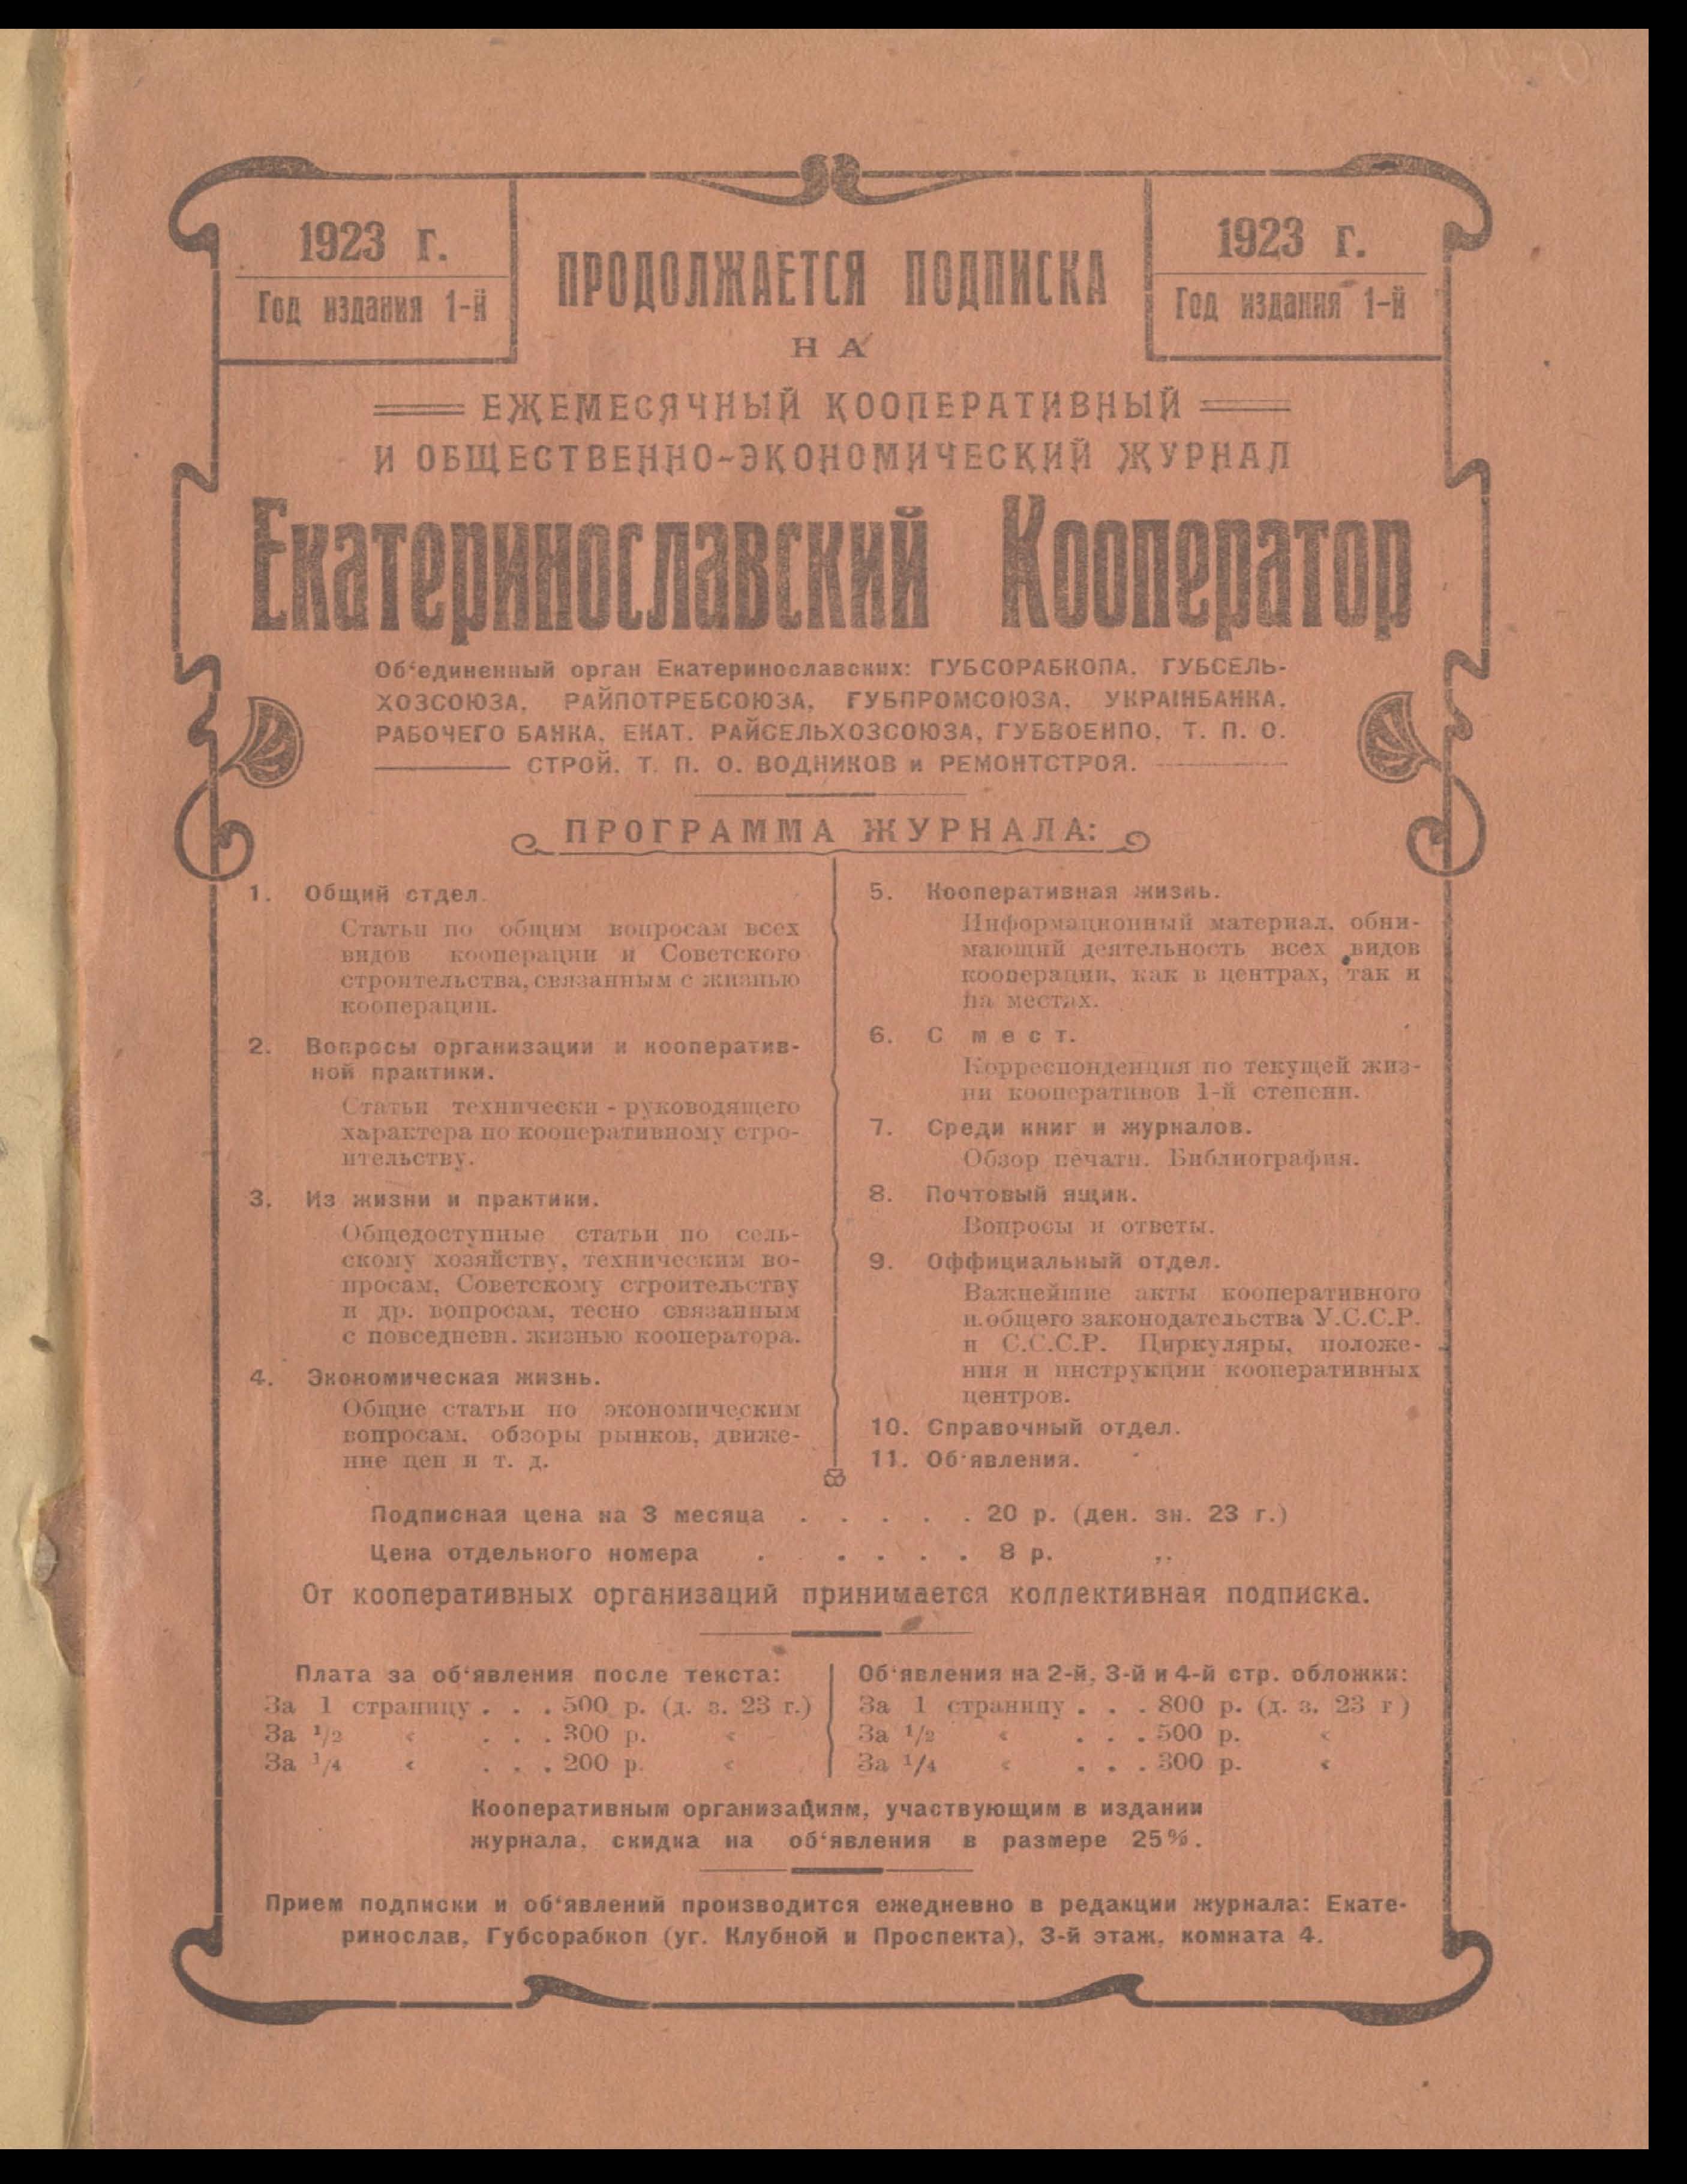 1923 г.
Год издания 1-й
ПРОДОЛЖАЕТСЯ ПОДПИСКА
НА
1923 г.
Год издания 1-й
ЕЖЕМЕСЯЧНЫЙ КООПЕРАТИВНЫЙ
И ОБЩЕСТВЕННО-ЭКОНОМИЧЕСКИЙ ЖУРНАЛ
Екатеринославский Кооператор
Об‘единенный орган Екатеринославских: ГУБСОРАБКОПА, ГУБСЕЛЬ-
ХОЗСОЮЗА, РАЙПОТРЕБСОЮЗА, ГУБПРОМСОЮЗА, УКРАІНБАНКА,
РАБОЧЕГО БАНКА, ЕКАТ. РАЙСЕЛЬХОЗСОЮЗА, ГУБВОЕНПО, Т. П. О.
СТРОЙ, Т. П. О. ВОДНИКОВ и РЕМОНТСТРОЯ.
ПРОГРАММА ЖУРНАЛА:
1. Общий стдел.
Статьи по общим вопросам всех
видов кооперации и Советского
строительства, связанным с жизнью
кооперации.
2. Вопросы организации и кооператив-
ной практики.
Статьи технически - руководящего
характера по кооперативному стро-
ительству.
3. Из жизни и практики.
Общедоступные статьи по сель-
скому хозяйству, техническим во-
просам, Советскому строительству
и др. вопросам, тесно связанным
с повседневн. жизнью кооператора.
4. Экономическая жизнь.
Общие статьи по экономическим
вопросам, обзоры рынков, движе-
ние цен и т. д.
5. Кооперативная жизнь.
Информационный материал, обни-
мающий деятельность всех видов
кооперации, как в центрах, так и
на местах.
6. С мест.
Корреспонденция по текущей жиз-
ни кооперативов 1-й степени.
7. Среди книг и журналов.
Обзор печати. Библиография.
8. Почтовый ящик.
Вопросы и ответы.
9. Оффициальный отдел.
Важнейшие акты кооперативного
и общего законодательства У.С.С.Р.
и С.С.С.Р. Циркуляры, положе-
ния и инструкции кооперативных
центров.
10. Справочный отдел.
11. Об‘явления.
Подписная цена на 3 месяца . . . . . 20 р. (ден. зн. 23 г.)
Цена отдельного номера . . . . . 8 р. „
От кооперативных организаций принимается коллективная подписка.
Плата за об‘явления после текста:
За 1 страницу . . . 500 р. (д. з. 23 г.)
За 1/2 « . . . 300 р. «
За 1/4 « . . . 200 р. «
Об‘явления на 2-й, 3-й и 4-й стр. обложки:
За 1 страницу . . . 800 р. (д. з. 23 г )
За 1/2 « . . . 500 р. «
За 1/4 « . . . 300 р. «
Кооперативным организациям, участвующим в издании
журнала, скидка на об‘явления в размере 25%.
Прием подписки и об‘явлений производится ежедневно в редакции журнала: Екате-
ринослав, Губсорабкоп (уг. Клубной и Проспекта), 3-й этаж, комната 4.